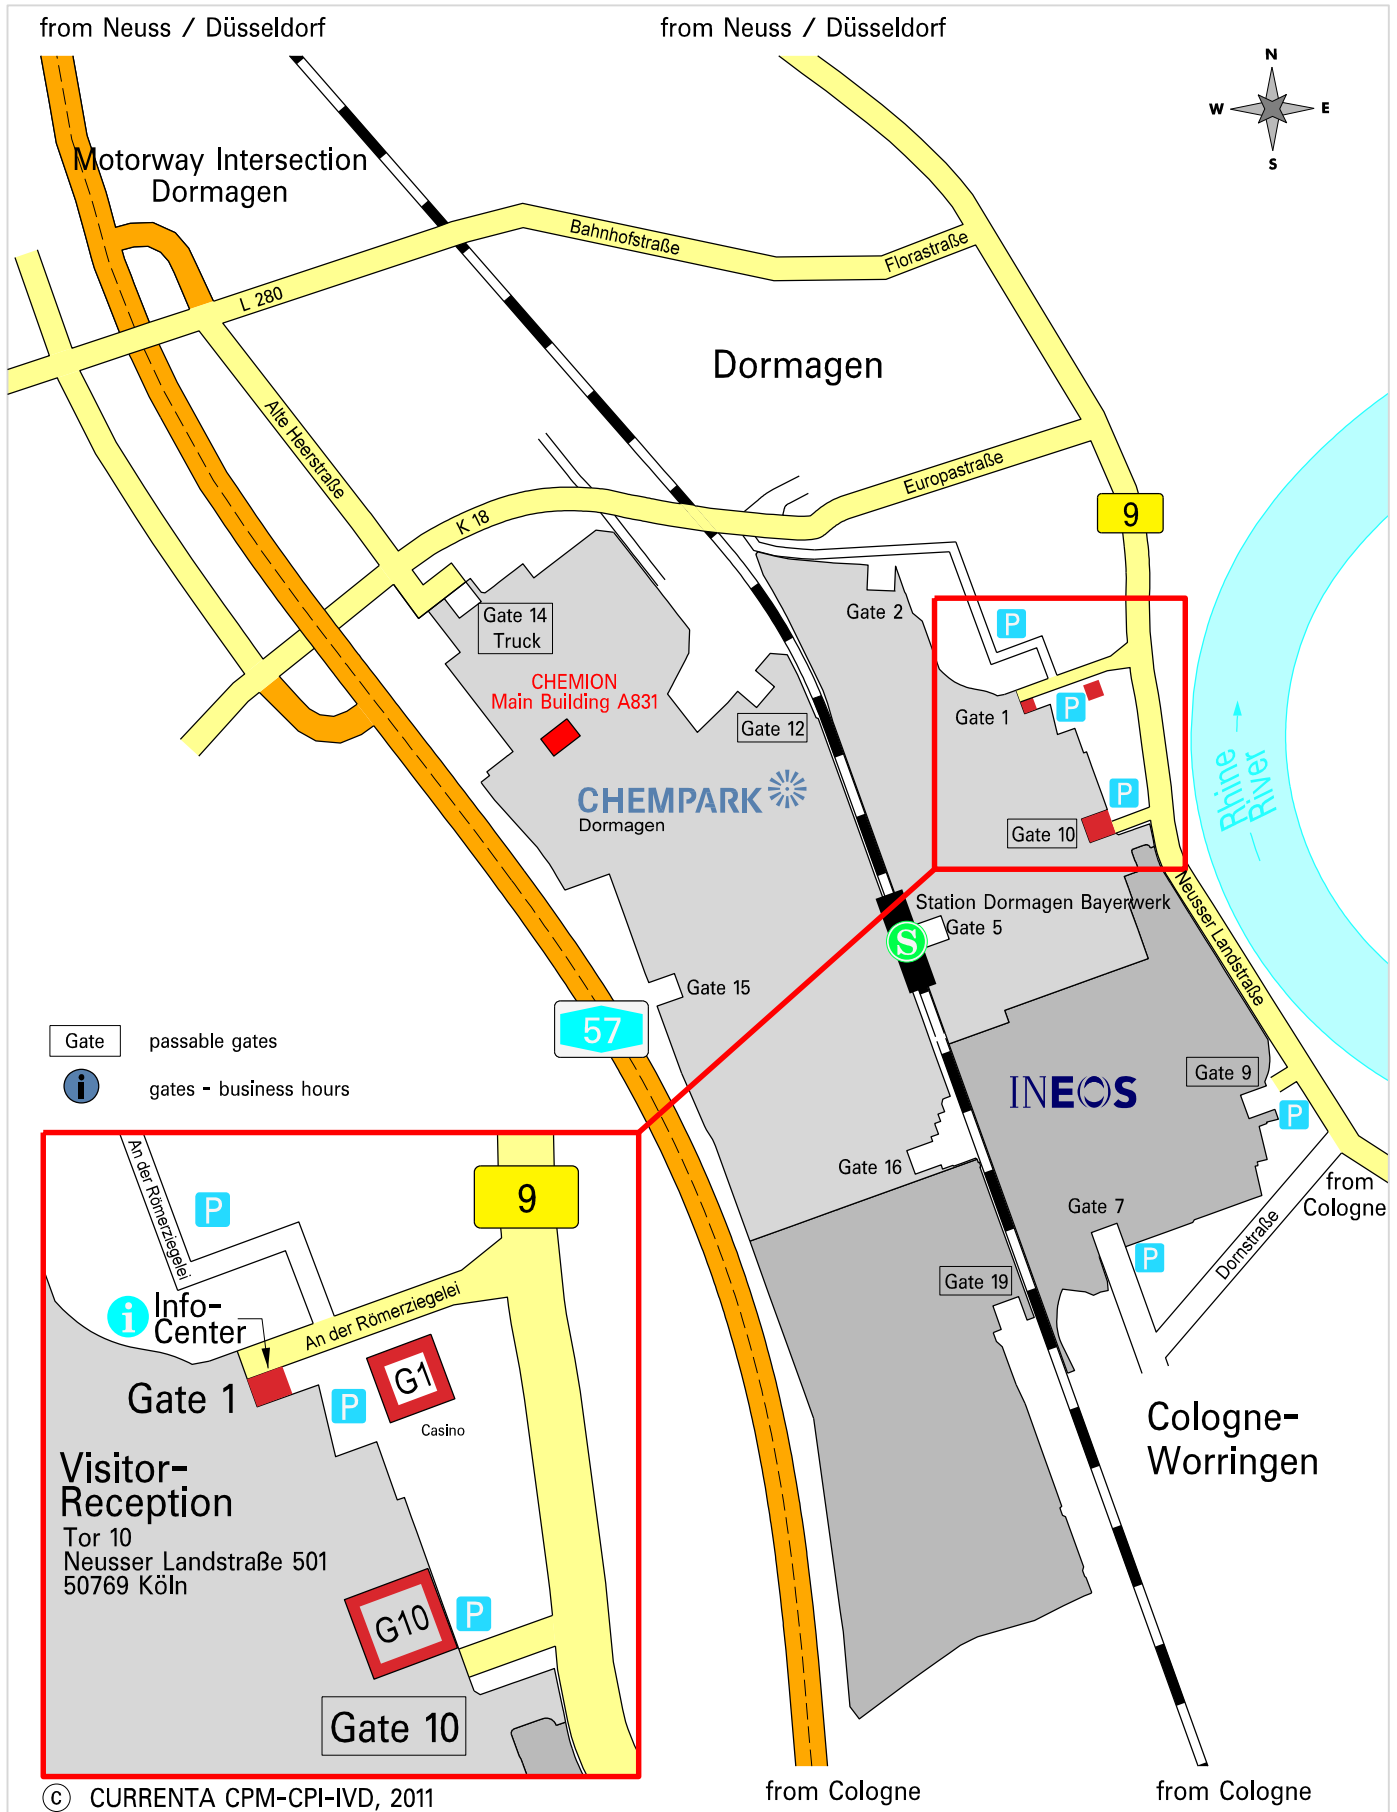 from Neuss / Düsseldorf
from Neuss / Düsseldorf
N
W
E
S
Motorway Intersection
Dormagen
Bahnhofstraße
Florastraße
L 280
Dormagen
Alte Heerstraße
Europastraße
K 18
9
Gate 14
Truck
Gate 2
P
CHEMION
Main Building A831
Gate 1
P
Gate 12
CHEMPARK
Dormagen
P
Gate 10
Rhine
River
Neusser Landstraße
Station Dormagen Bayerwerk
Gate 5
S
Gate 15
57
Gate
passable gates
i
gates - business hours
INEOS
Gate 9
P
Gate 16
from
Cologne
Gate 7
P
Dornstraße
Gate 19
Cologne-
Worringen
An der Römerziegelei
P
9
i
Info-
Center
An der Römerziegelei
Gate 1
P
G1
Casino
Visitor-
Reception
Tor 10
Neusser Landstraße 501
50769 Köln
G10
P
Gate 10
© CURRENTA CPM-CPI-IVD, 2011
from Cologne
from Cologne